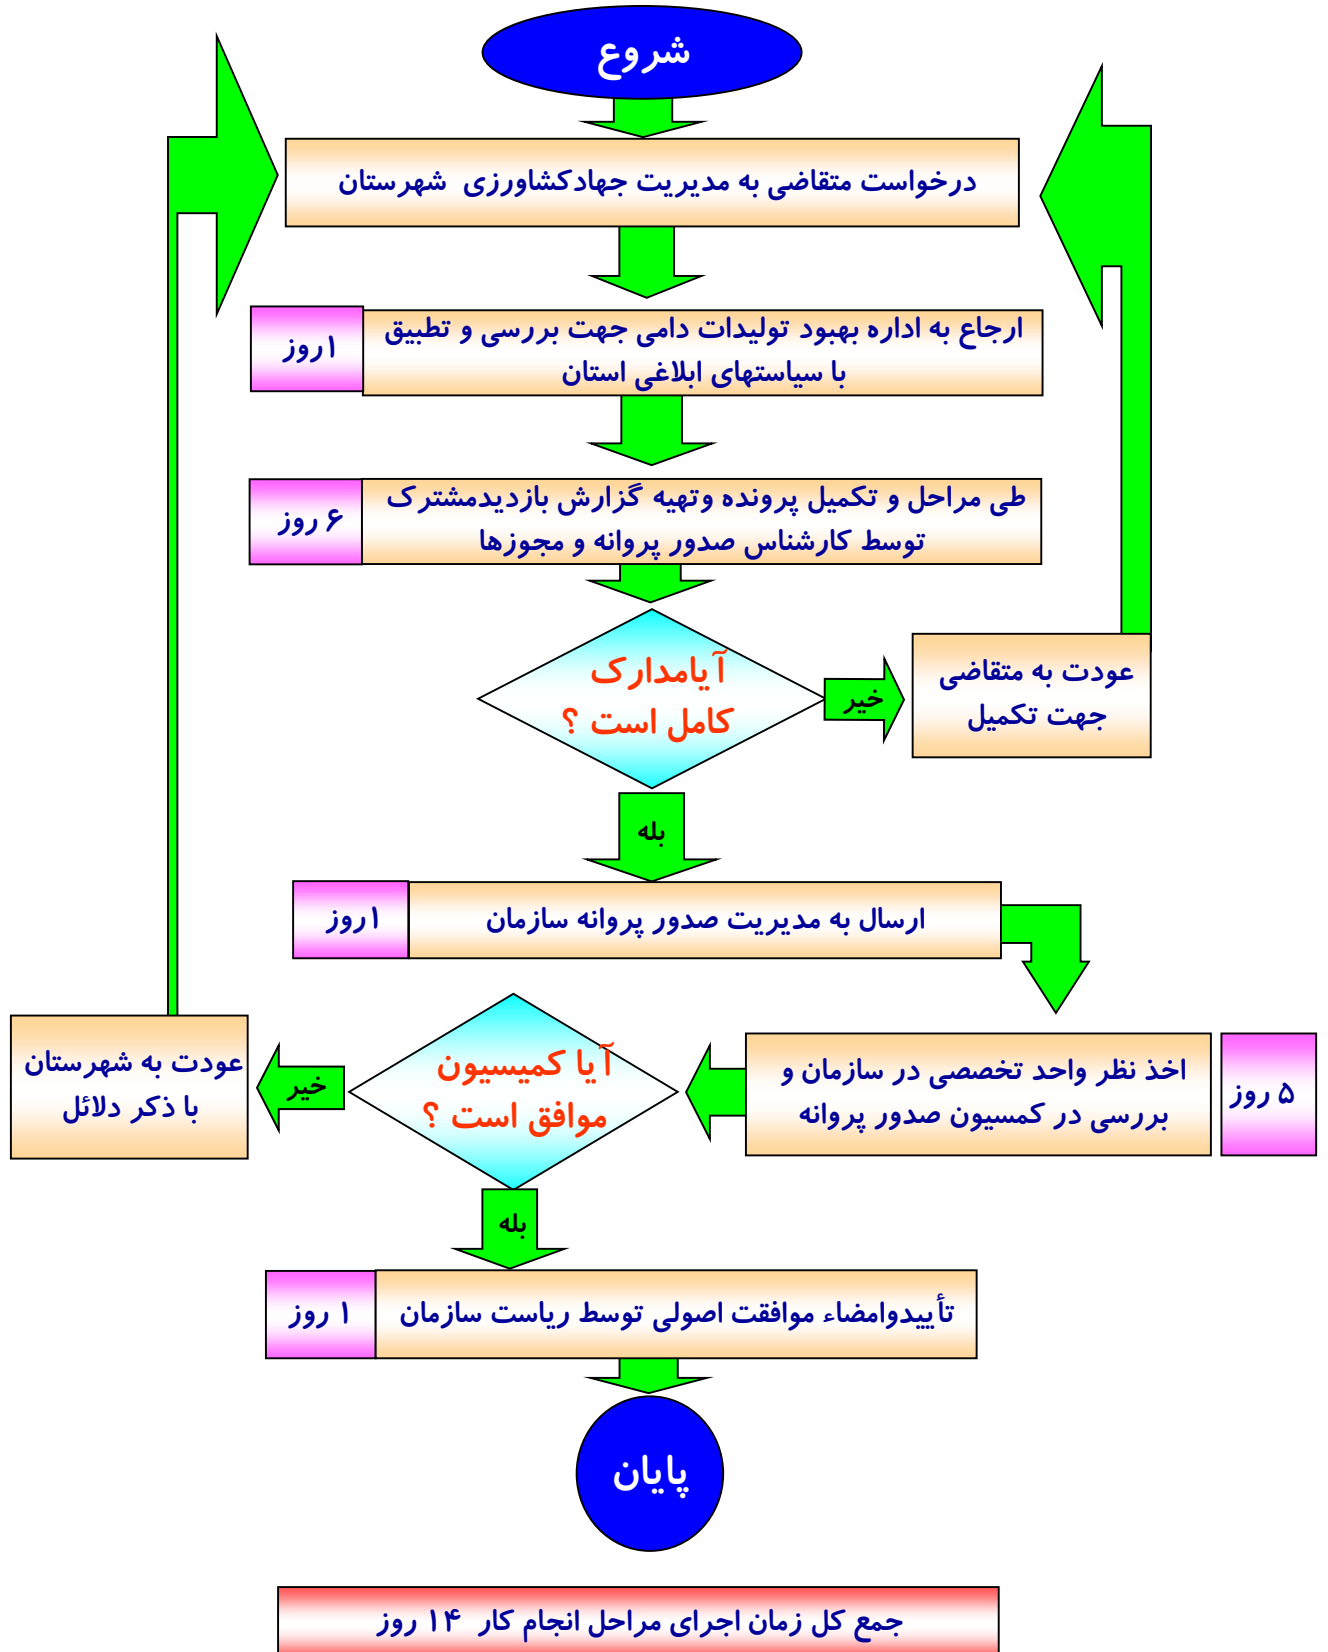 شروع
درخواست متقاضی به مدیریت جهادکشاورزی شهرستان
ارجاع به اداره بهبود تولیدات دامی جهت بررسی و تطبیق
با سیاستهای ابلاغی استان
۱روز
طی مراحل و تکمیل پرونده وتهیه گزارش بازدیدمشترک
توسط کارشناس صدور پروانه و مجوزها
۶ روز
آیامدارک
کامل است ؟
خیر
عودت به متقاضی
جهت تکمیل
بله
ارسال به مدیریت صدور پروانه سازمان
۱روز
۵ روز
اخذ نظر واحد تخصصی در سازمان و
بررسی در کمسیون صدور پروانه
آیا کمیسیون
موافق است ؟
خیر
عودت به شهرستان
با ذکر دلائل
بله
تأییدوامضاء موافقت اصولی توسط ریاست سازمان
۱ روز
پایان
جمع کل زمان اجرای مراحل انجام کار ۱۴ روز